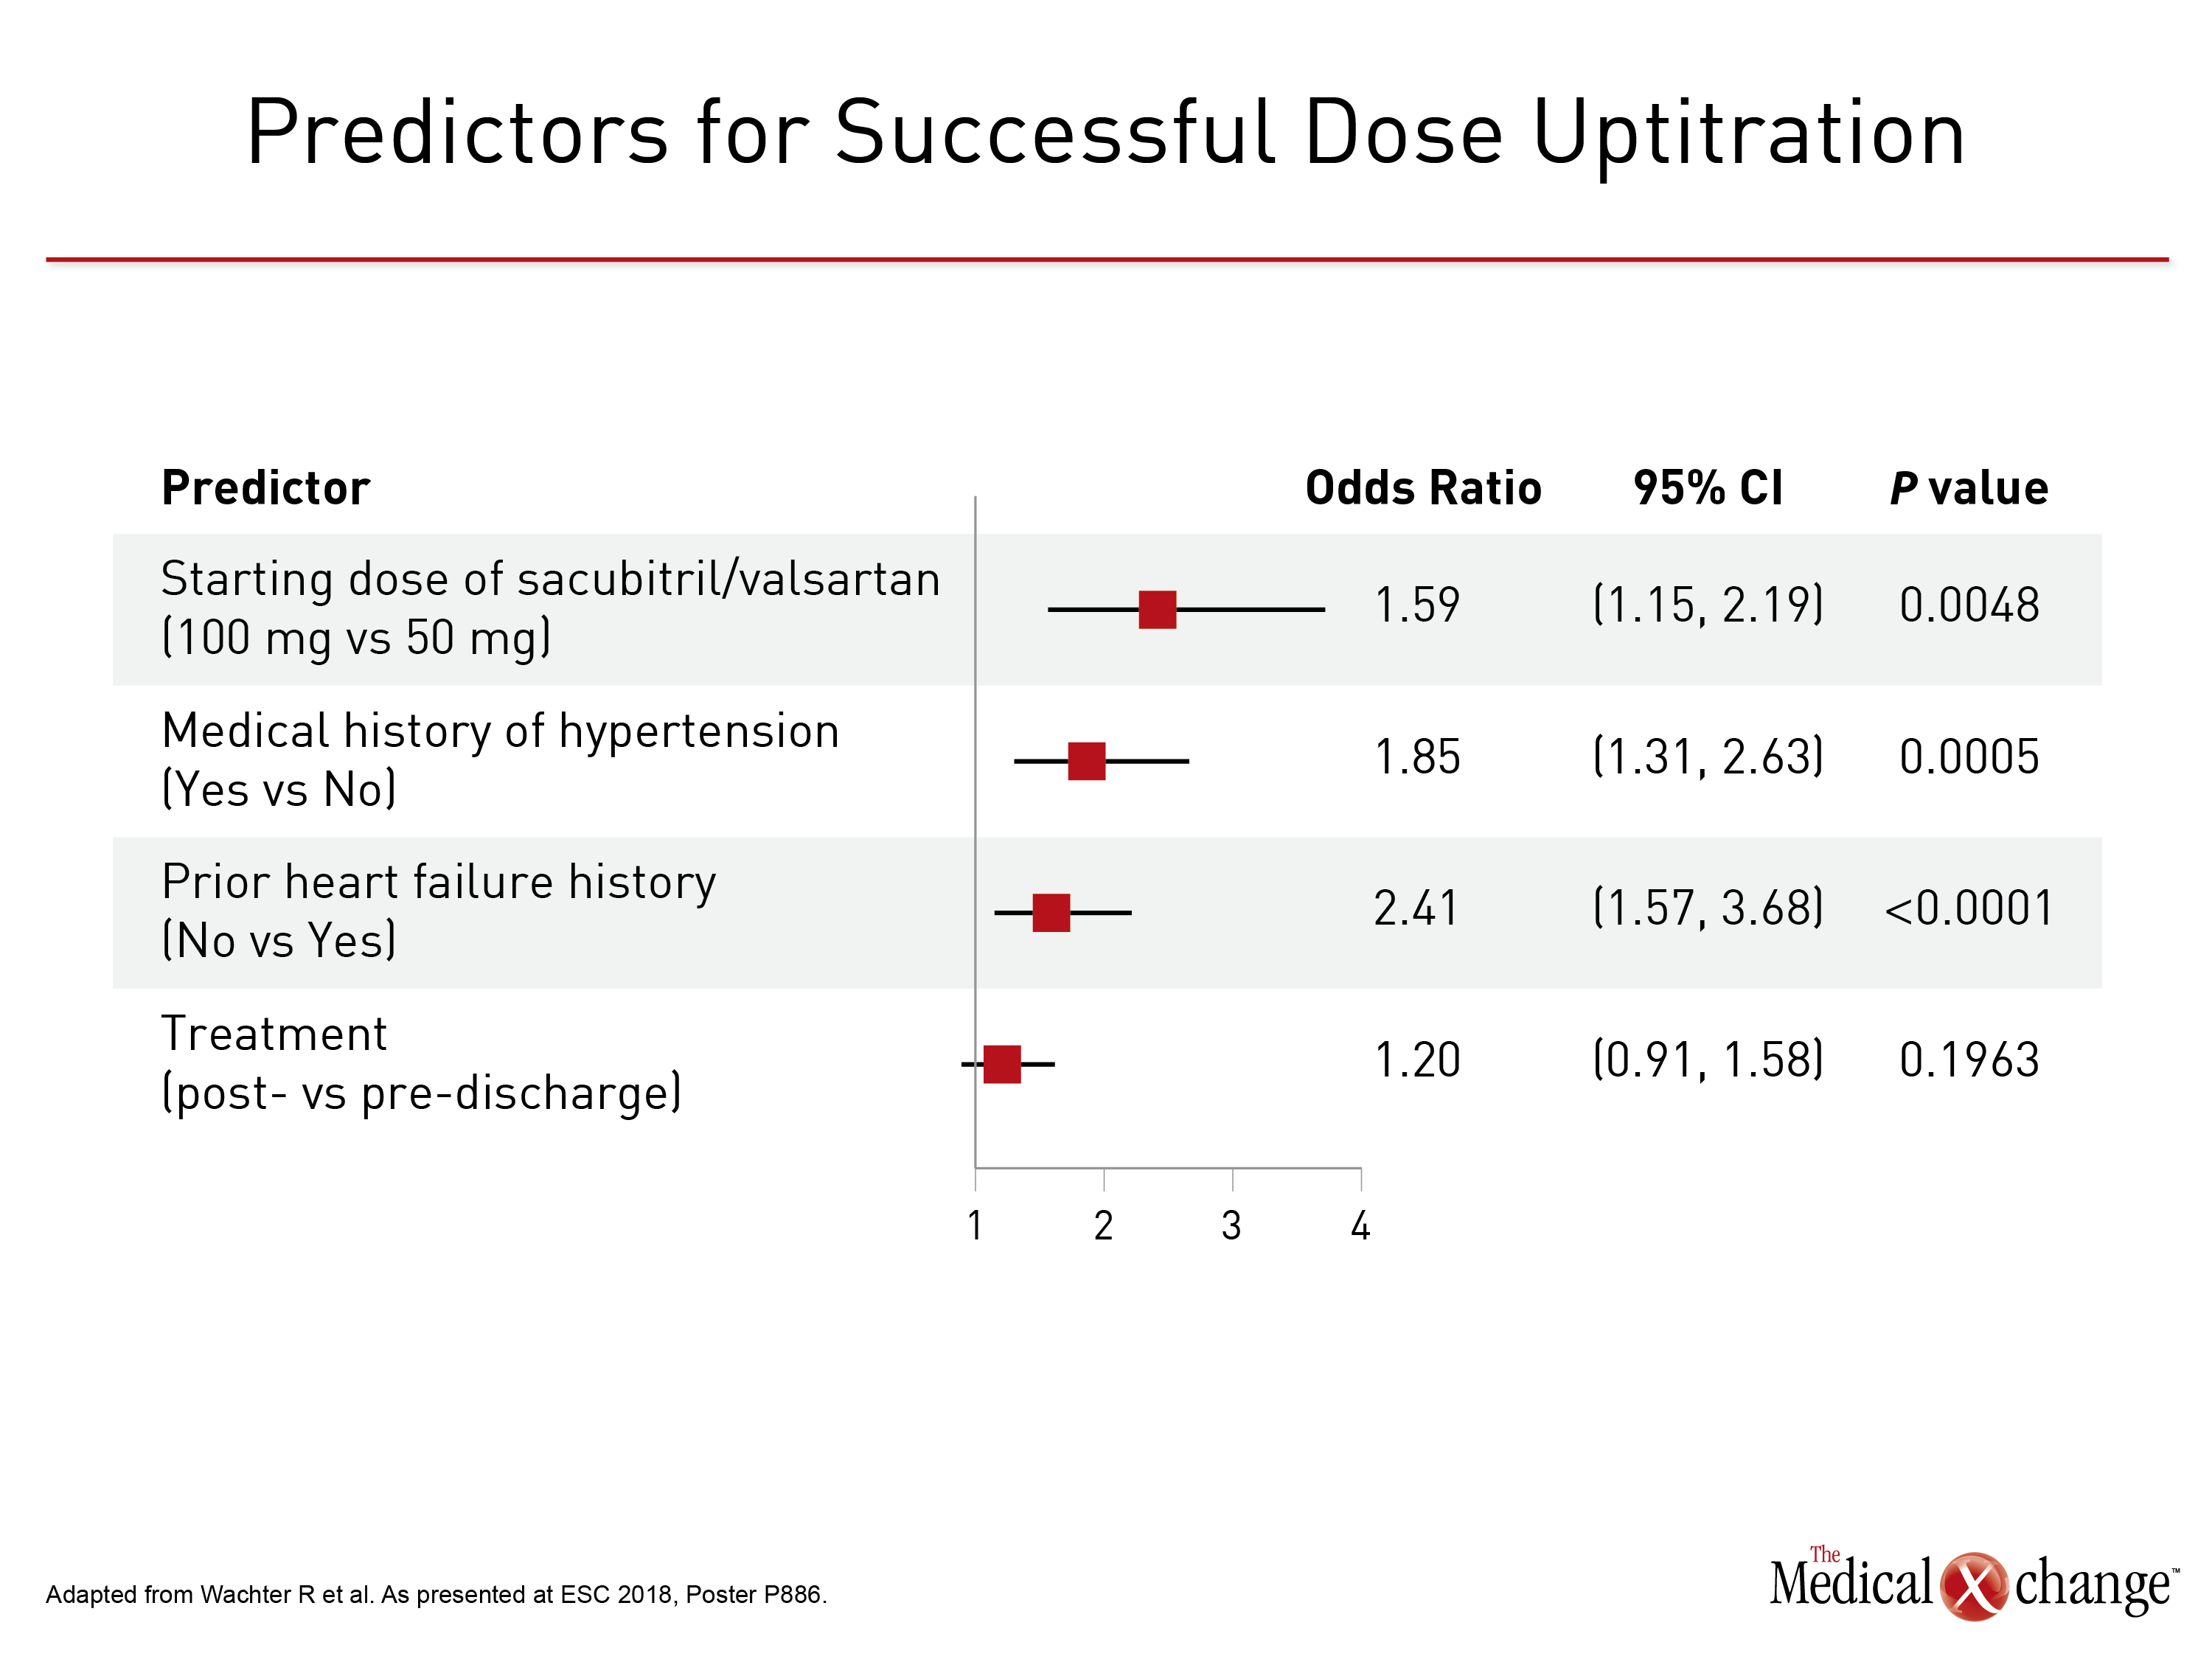 Predictors for Successful Dose Uptitration
Predictor Odds Ratio 95% CI P value
Starting dose of sacubitril/valsartan
(100 mg vs 50 mg) 1.59 (1.15, 2.19) 0.0048
Medical history of hypertension
(Yes vs No) 1.85 (1.31, 2.63) 0.0005
Prior heart failure history
(No vs Yes) 2.41 (1.57, 3.68) <0.0001
Treatment
(post- vs pre-discharge) 1.20 (0.91, 1.58) 0.1963
1 2 3 4
Adapted from Wachter R et al. As presented at ESC 2018, Poster P886.
The
Medical X change™